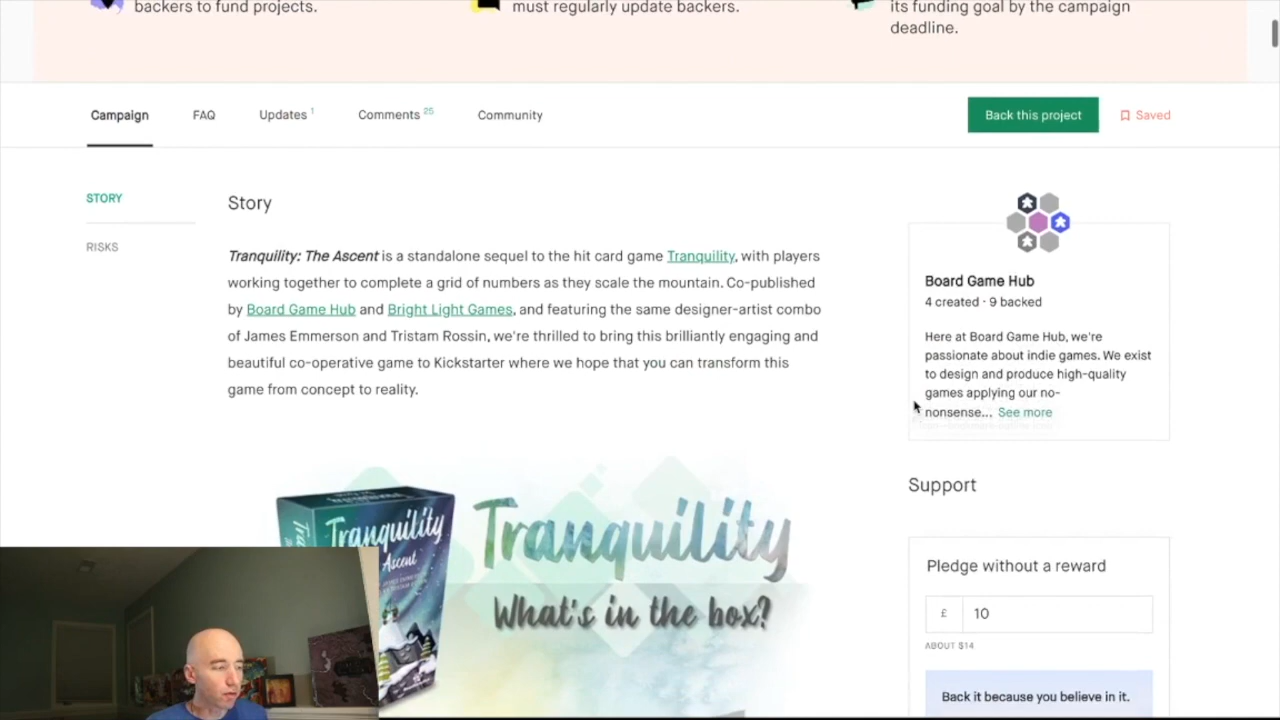 backers to fund projects.
must regularly update backers.
its funding goal by the campaign
deadline.
Campaign
FAQ
Updates 1
Comments 25
Community
Back this project
Saved
STORY
RISKS
Story
Tranquility: The Ascent is a standalone sequel to the hit card game Tranquility, with players
working together to complete a grid of numbers as they scale the mountain. Co-published
by Board Game Hub and Bright Light Games, and featuring the same designer-artist combo
of James Emmerson and Tristam Rossin, we're thrilled to bring this brilliantly engaging and
beautiful co-operative game to Kickstarter where we hope that you can transform this
game from concept to reality.
Board Game Hub
4 created · 9 backed
Here at Board Game Hub, we're
passionate about indie games. We exist
to design and produce high-quality
games applying our no-
nonsense... See more
Tranquility
Ascent
Tranquility
What's in the box?
Support
Pledge without a reward
£ 10
ABOUT $14
Back it because you believe in it.